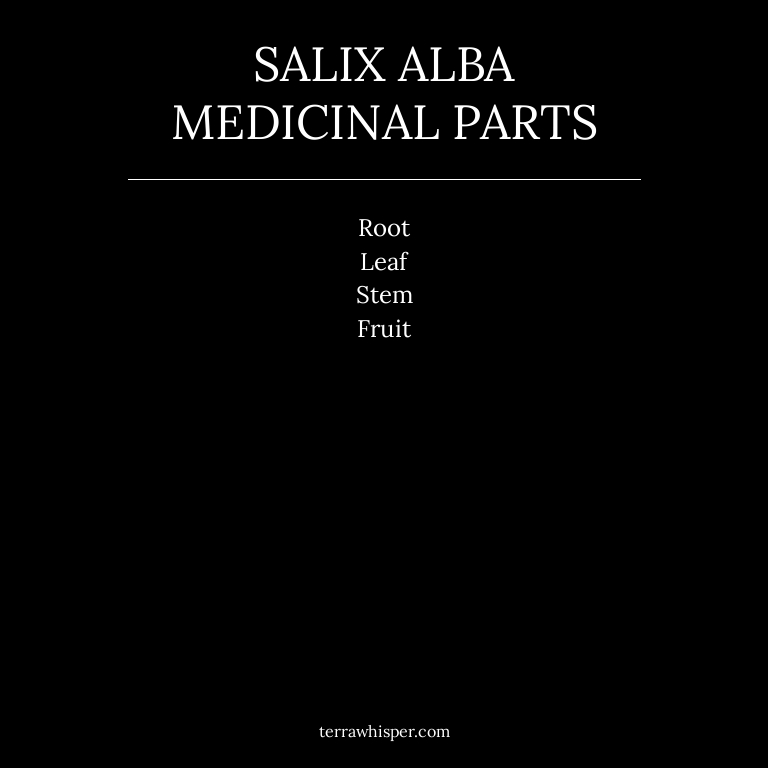 SALIX ALBA
MEDICINAL PARTS
Root
Leaf
Stem
Fruit
terrawhisper.com